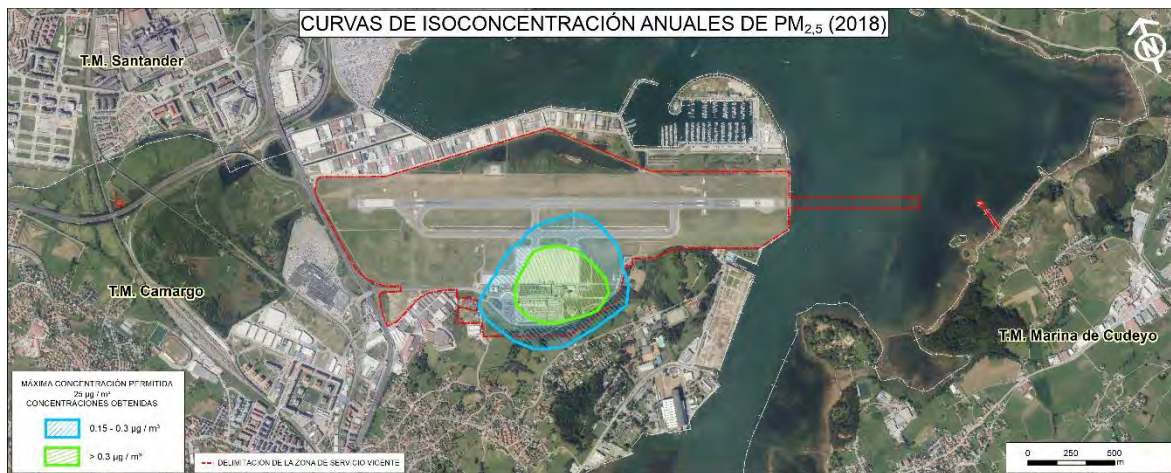 CURVAS DE ISOCONCENTRACIÓN ANUALES DE PM2,5 (2018)
N
T.M. Santander
T.M. Camargo
T.M. Marina de Cudeyo
MÁXIMA CONCENTRACIÓN PERMITIDA
25 µg / m³
CONCENTRACIONES OBTENIDAS
0.15 - 0.3 µg / m³
> 0.3 µg / m³
DELIMITACIÓN DE LA ZONA DE SERVICIO VICENTE
0 250 500
m